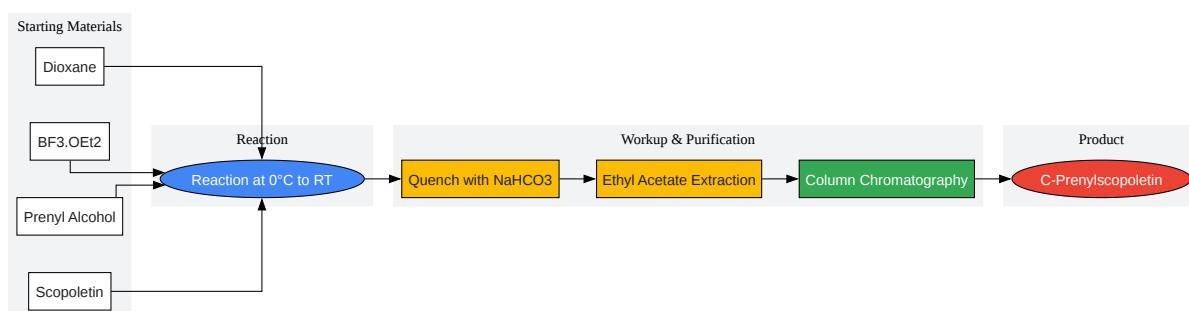 Starting Materials
Dioxane
BF3.OEt2
Prenyl Alcohol
Scopoletin
Reaction
Reaction at 0°C to RT
Workup & Purification
Quench with NaHCO3
Ethyl Acetate Extraction
Column Chromatography
Product
C-Prenylscopoletin